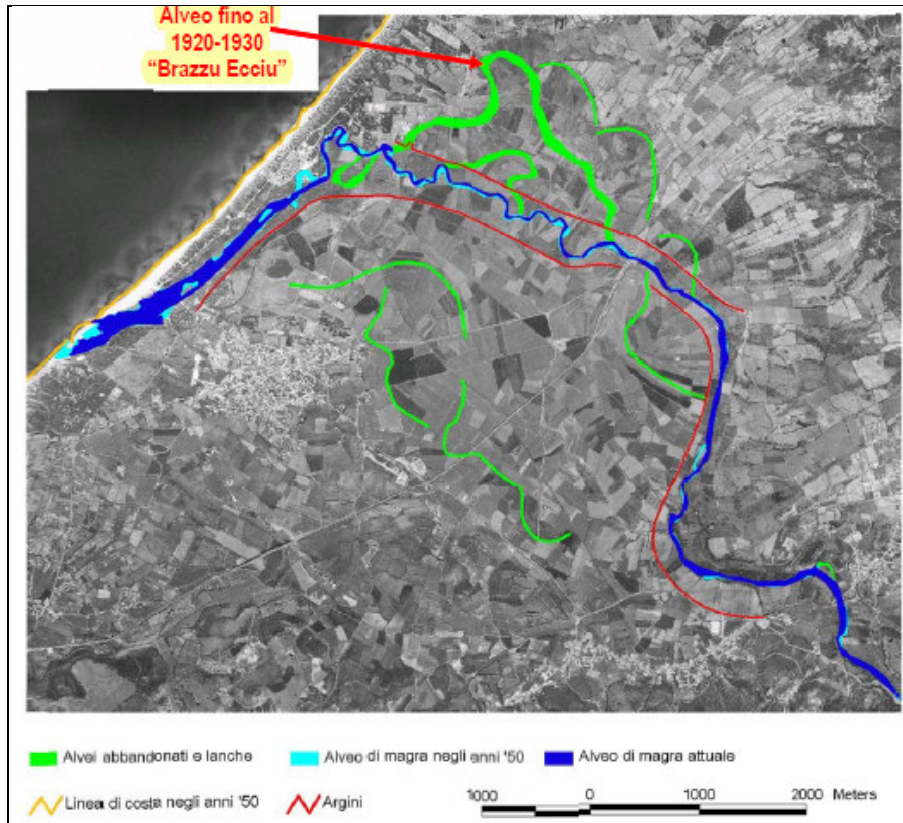 Alveo fino al
1920-1930
“Brazzu Ecciu”
Alvei abbandonati e lanche
Alveo di magra negli anni '50
Alveo di magra attuale
Linea di costa negli anni '50
Argini
1000 0 1000 2000 Meters